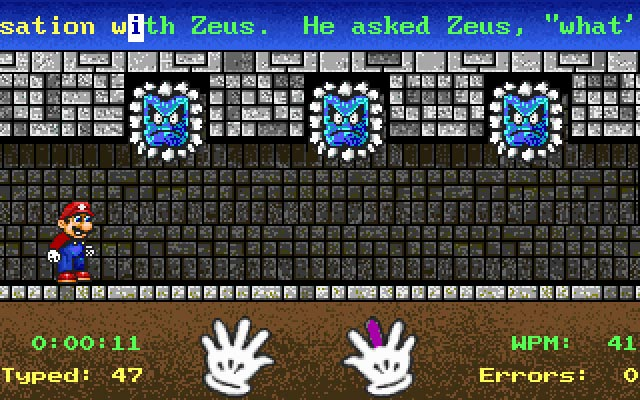 sation with Zeus.  He asked Zeus, "what'
0:00:11
WPM: 41
Typed: 47
Errors: 0